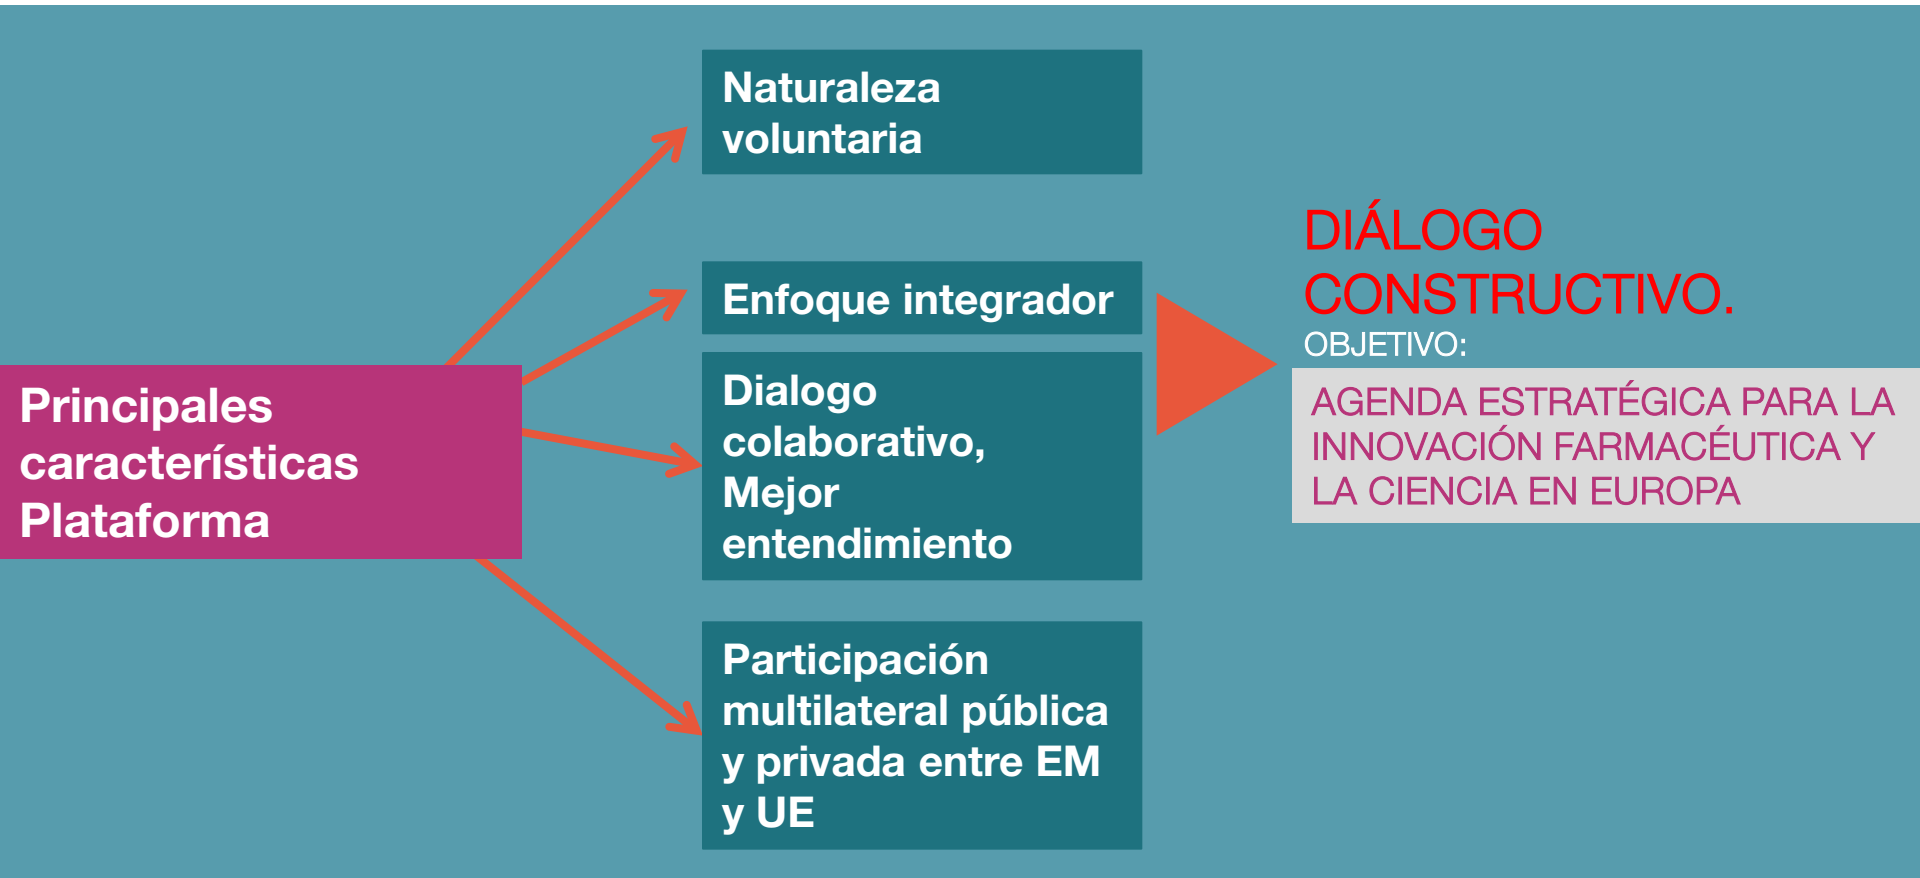 Principales
características
Plataforma
Naturaleza
voluntaria
Enfoque integrador
Dialogo
colaborativo,
Mejor
entendimiento
Participación
multilateral pública
y privada entre EM
y UE
DIÁLOGO
CONSTRUCTIVO.
OBJETIVO:
AGENDA ESTRATÉGICA PARA LA
INNOVACIÓN FARMACÉUTICA Y
LA CIENCIA EN EUROPA